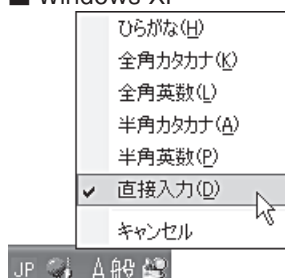 ■ Windows XP
ひらがな(H)
全角カタカナ(K)
全角英数(L)
半角カタカナ(A)
半角英数(P)
✓ 直接入力(D)
キャンセル
JP A 般